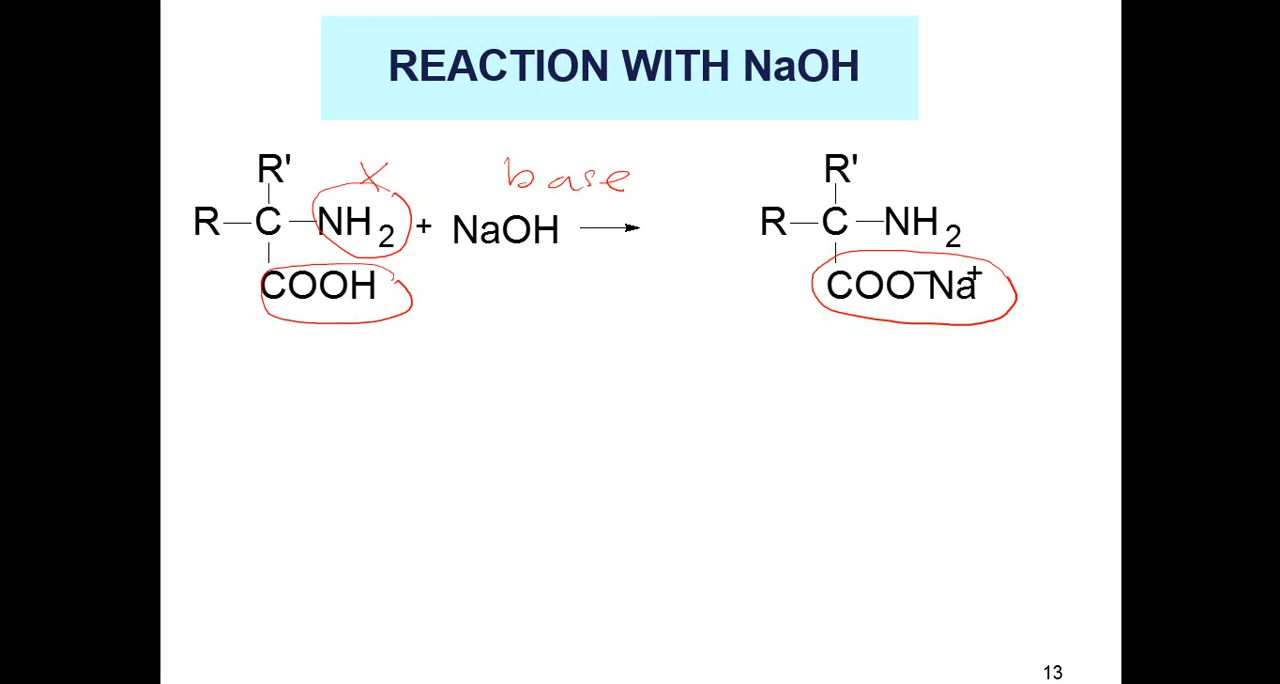 REACTION WITH NaOH
R' x base R'
R—C—NH2 + NaOH → R—C—NH2
COOH COO⁻Na⁺
13